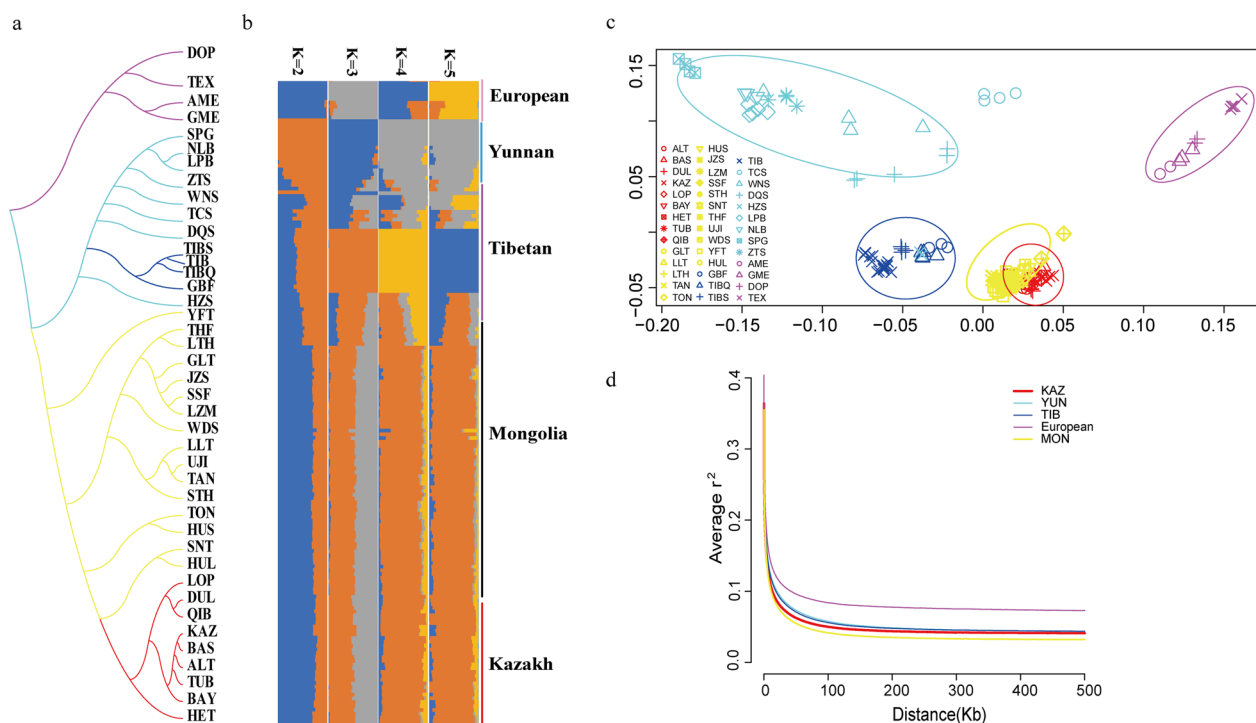 a
DOP
TEX
AME
GME
SPG
NLB
LPB
ZTS
WNS
TCS
DQS
TIBS
TIB
TIBQ
GBF
HZS
YFT
THF
LTH
GLT
JZS
SSF
LZM
WDS
LLT
UJI
TAN
STH
TON
HUS
SNT
HUL
LOP
DUL
QIB
KAZ
BAS
ALT
TUB
BAY
HET
b
K=2
K=3
K=4
K=5
European
Yunnan
Tibetan
Mongolia
Kazakh
c
0.15
0.05
-0.05
-0.20
-0.15
-0.10
-0.05
0.00
0.05
0.10
0.15
ALT
BAS
DUL
KAZ
LOP
BAY
HET
TUB
QIB
GLT
LLT
LTH
TAN
TON
HUS
JZS
LZM
SSF
STH
SNT
THF
UJI
WDS
YFT
HUL
GBF
TIBQ
TIBS
TIB
TCS
WNS
DQS
HZS
LPB
NLB
SPG
ZTS
AME
GME
DOP
TEX
d
Average r²
0.4
0.3
0.2
0.1
0.0
KAZ
YUN
TIB
European
MON
0
100
200
300
400
500
Distance(Kb)